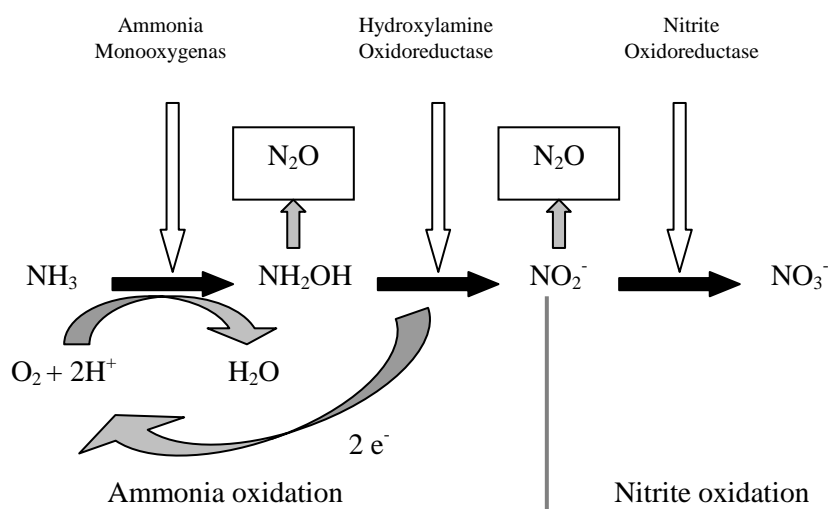 Ammonia
Monooxygenas
Hydroxylamine
Oxidoreductase
Nitrite
Oxidoreductase
N₂O
N₂O
NH₃
NH₂OH
NO₂⁻
NO₃⁻
O₂ + 2H⁺
H₂O
2 e⁻
Ammonia oxidation
Nitrite oxidation